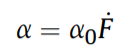 α = α₀Ḟ